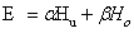 E = αH_u + βH_o